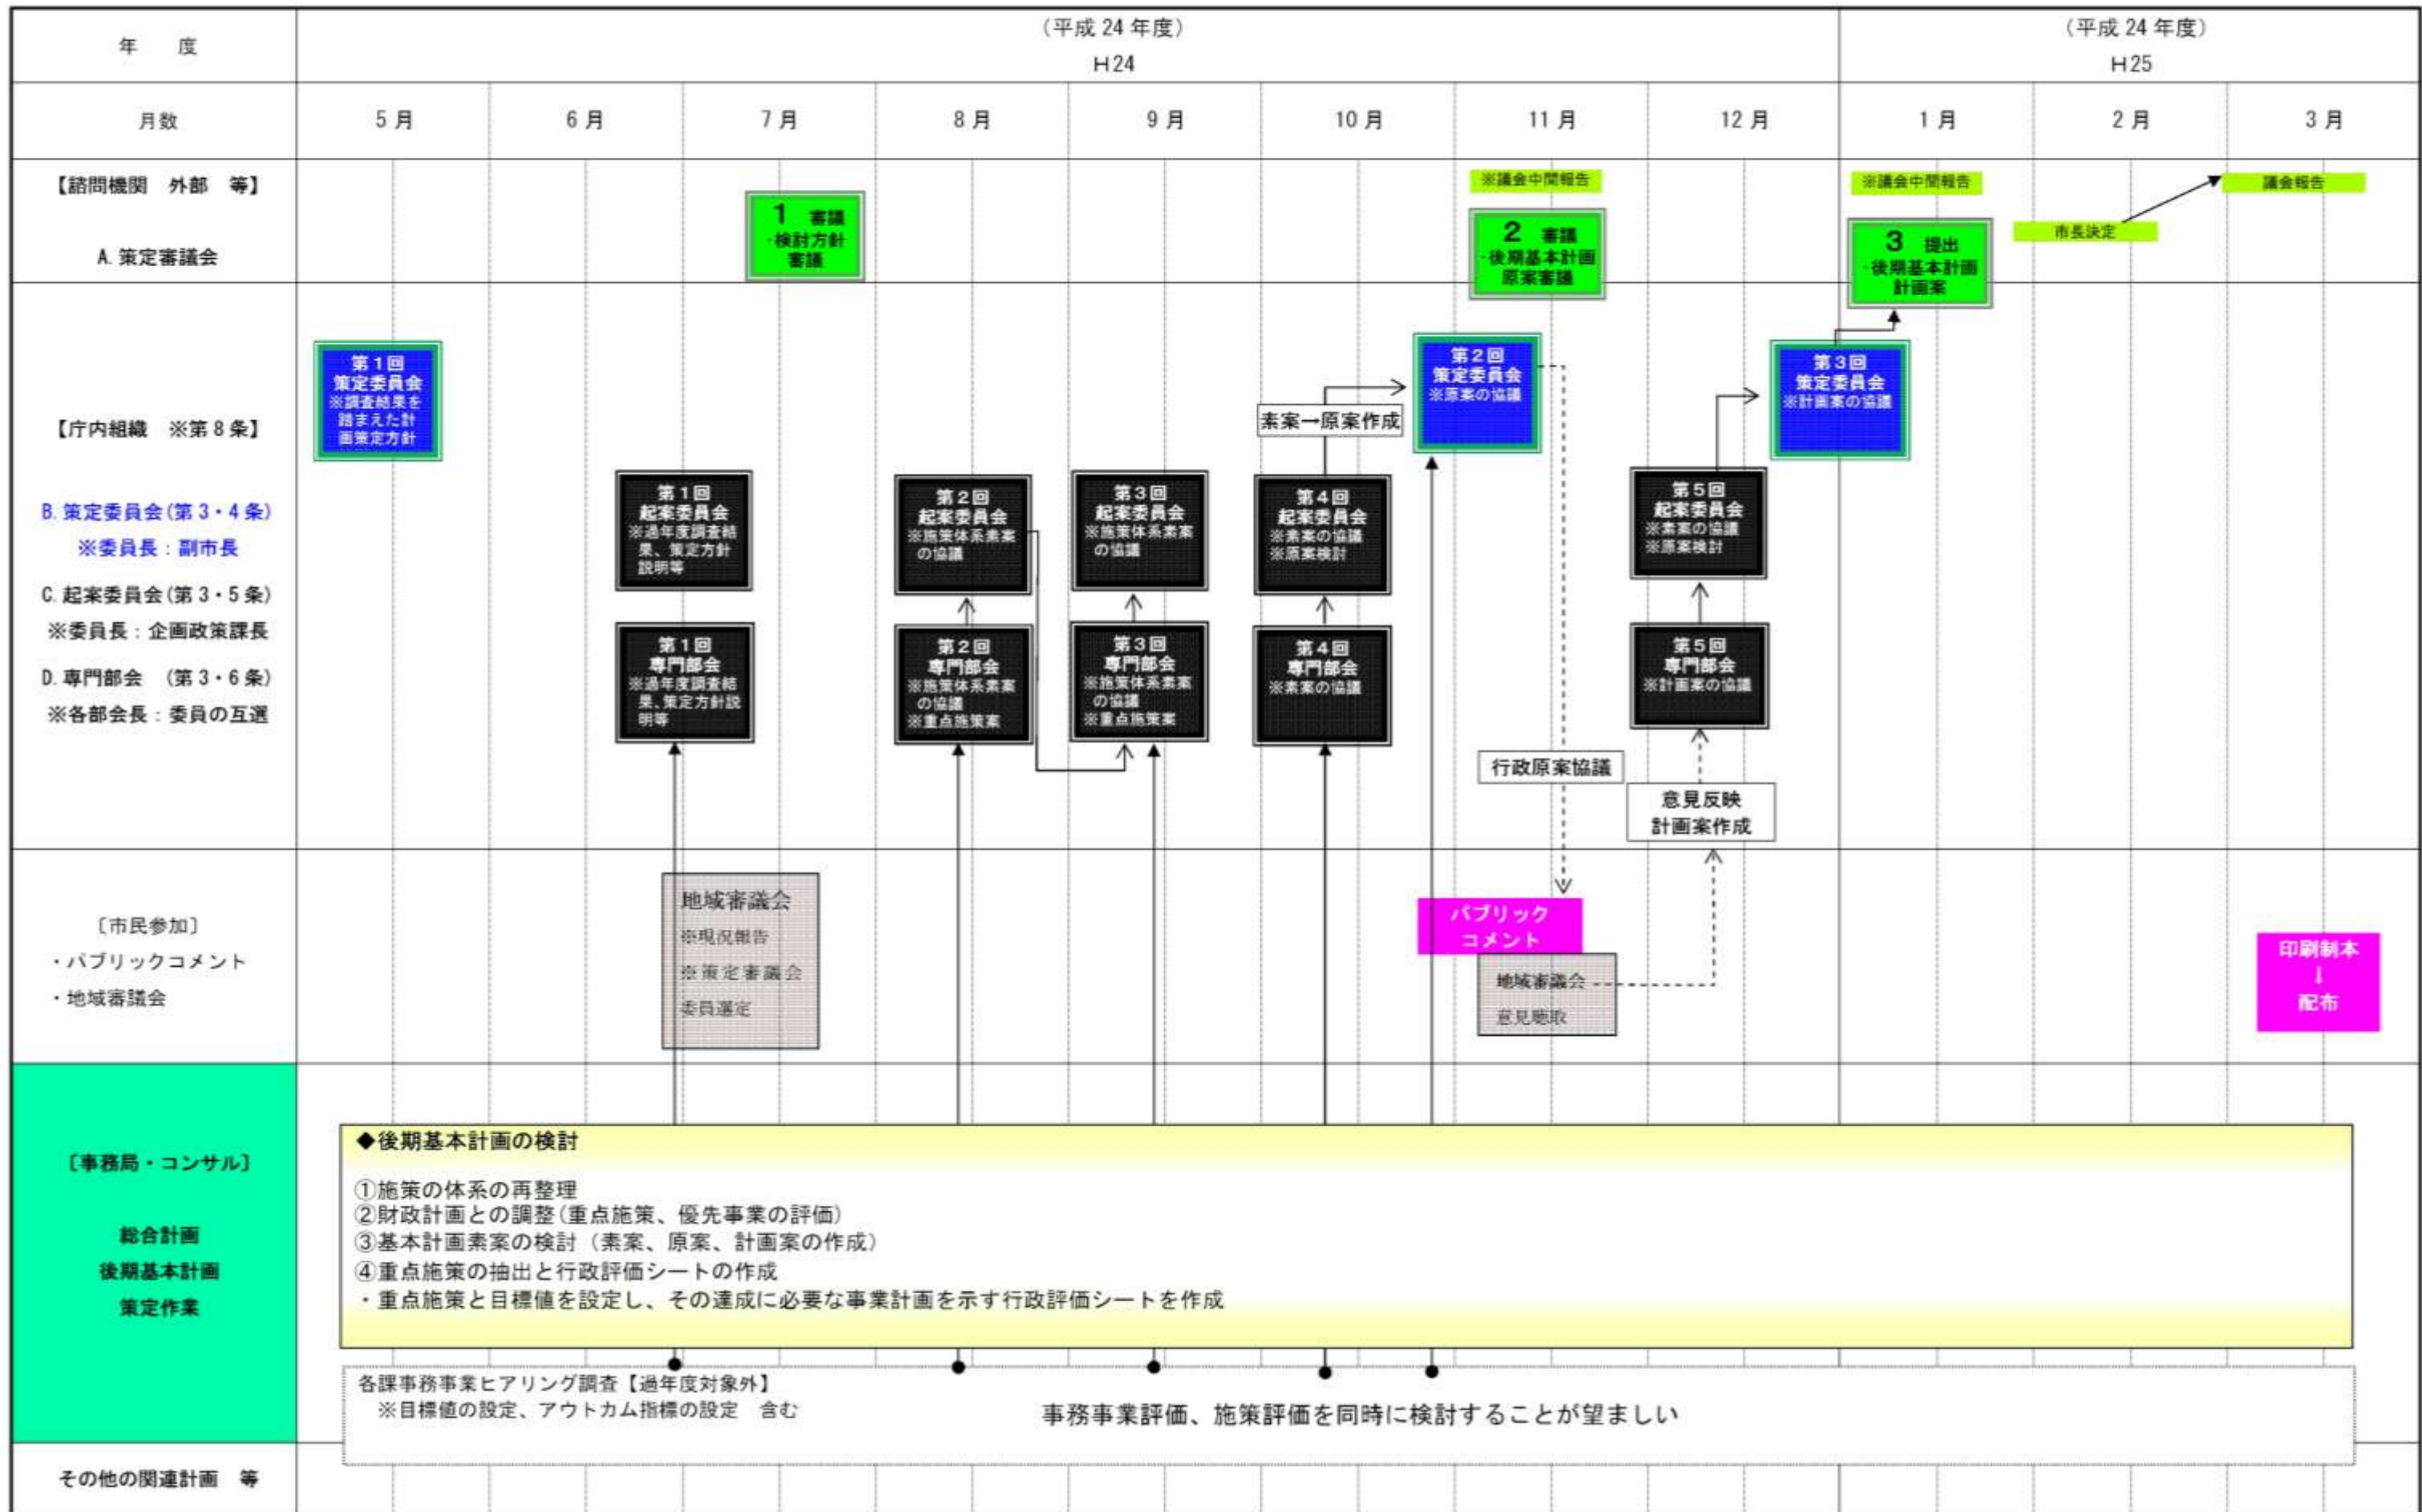 年　度
（平成 24 年度）
H24
（平成 24 年度）
H25
月数
5 月
6 月
7 月
8 月
9 月
10 月
11 月
12 月
1 月
2 月
3 月
【諮問機関　外部　等】
A. 策定審議会
1 審議
・検討方針
審議
※議会中間報告
2 審議
・後期基本計画
原案審議
※議会中間報告
3 提出
・後期基本計画
計画案
市長決定
議会報告
【庁内組織　※第 8 条】
B. 策定委員会(第 3・4 条)
※委員長：副市長
C. 起案委員会(第 3・5 条)
※委員長：企画政策課長
D. 専門部会　(第 3・6 条)
※各部会長：委員の互選
第１回
策定委員会
※調査結果を
踏まえた計
画策定方針
第２回
策定委員会
※原案の協議
第３回
策定委員会
※計画案の協議
素案→原案作成
第１回
起案委員会
※過年度調査結
果、策定方針
説明等
第２回
起案委員会
※施策体系素案
の協議
第３回
起案委員会
※施策体系素案
の協議
第４回
起案委員会
※素案の協議
※原案検討
第５回
起案委員会
※素案の協議
※原案検討
第１回
専門部会
※過年度調査結
果、策定方針説
明等
第２回
専門部会
※施策体系素案
の協議
※重点施策案
第３回
専門部会
※施策体系素案
の協議
※重点施策案
第４回
専門部会
※素案の協議
第５回
専門部会
※計画案の協議
行政原案協議
意見反映
計画案作成
〔市民参加〕
・パブリックコメント
・地域審議会
地域審議会
※現況報告
※策定審議会
委員選定
パブリック
コメント
地域審議会
意見聴取
印刷制本
↓
配布
〔事務局・コンサル〕
総合計画
後期基本計画
策定作業
◆後期基本計画の検討
①施策の体系の再整理
②財政計画との調整(重点施策、優先事業の評価)
③基本計画素案の検討（素案、原案、計画案の作成）
④重点施策の抽出と行政評価シートの作成
・重点施策と目標値を設定し、その達成に必要な事業計画を示す行政評価シートを作成
各課事務事業ヒアリング調査【過年度対象外】
※目標値の設定、アウトカム指標の設定　含む
事務事業評価、施策評価を同時に検討することが望ましい
その他の関連計画　等